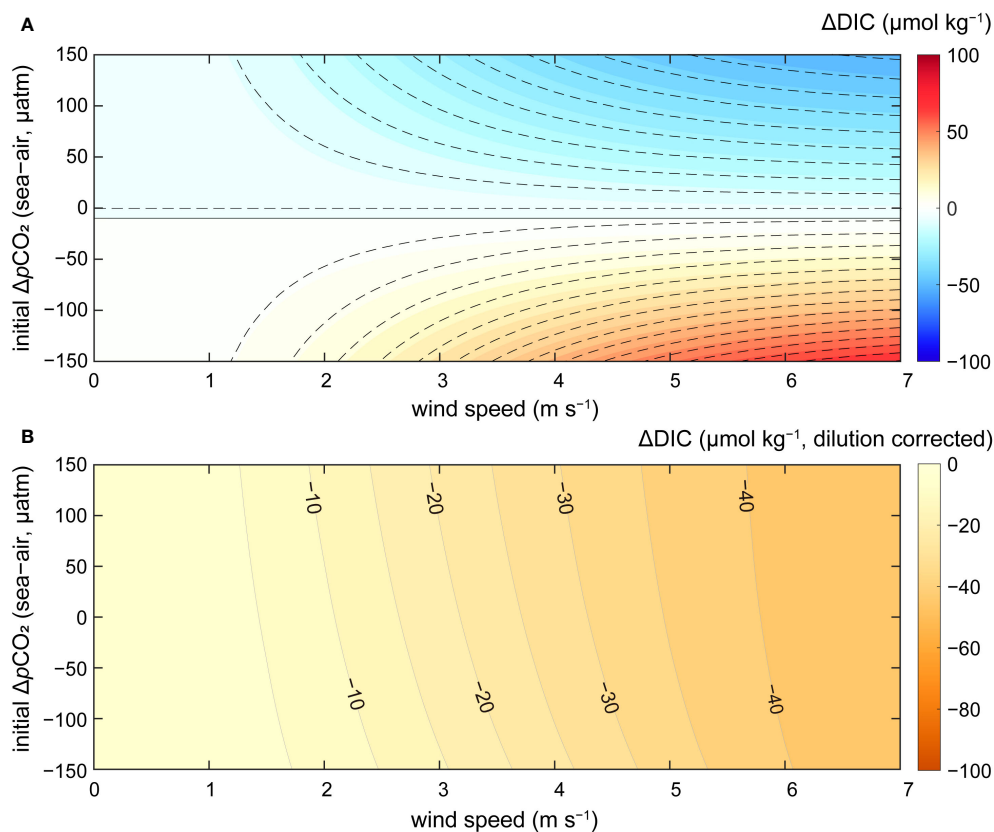 A
ΔDIC (μmol kg⁻¹)
initial ΔpCO₂ (sea−air, μatm)
150
100
50
0
−50
−100
−150
0 1 2 3 4 5 6 7
wind speed (m s⁻¹)
100
50
0
−50
−100
B
ΔDIC (μmol kg⁻¹, dilution corrected)
initial ΔpCO₂ (sea−air, μatm)
150
100
50
0
−50
−100
−150
−10 −20 −30 −40
−10 −20 −30 −40
0 1 2 3 4 5 6 7
wind speed (m s⁻¹)
0
−20
−40
−60
−80
−100